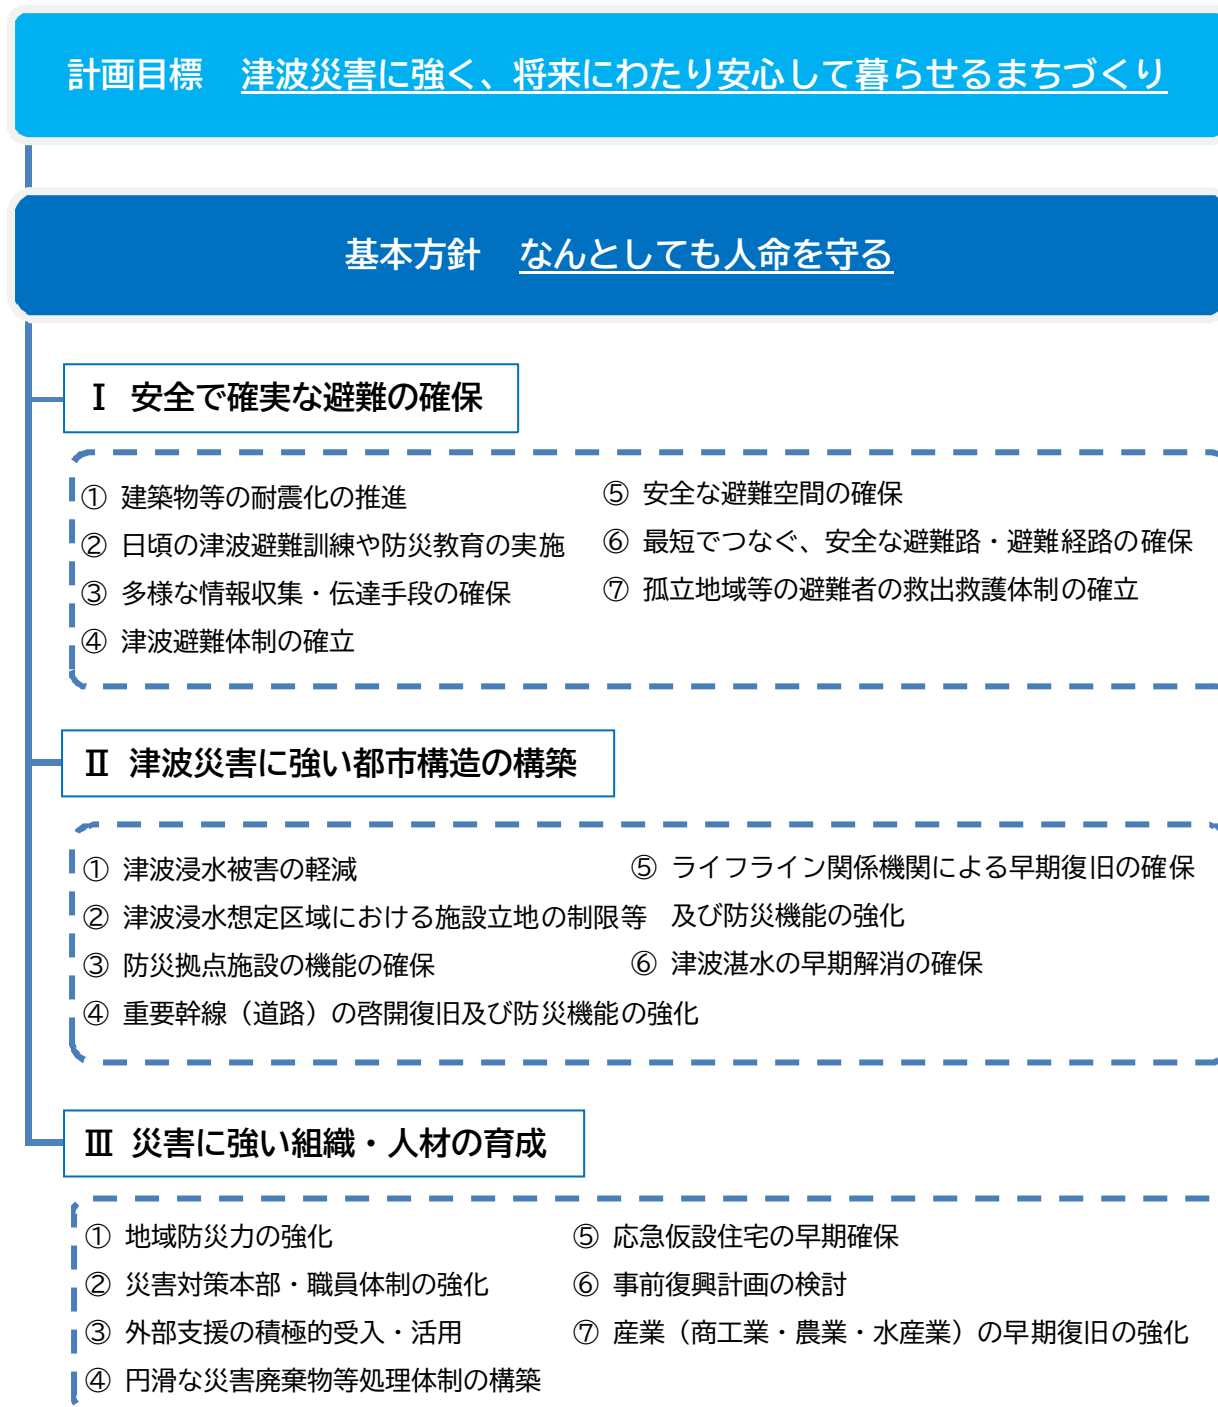 計画目標　津波災害に強く、将来にわたり安心して暮らせるまちづくり
基本方針　なんとしても人命を守る
Ⅰ 安全で確実な避難の確保
① 建築物等の耐震化の推進
② 日頃の津波避難訓練や防災教育の実施
③ 多様な情報収集・伝達手段の確保
④ 津波避難体制の確立
⑤ 安全な避難空間の確保
⑥ 最短でつなぐ、安全な避難路・避難経路の確保
⑦ 孤立地域等の避難者の救出救護体制の確立
Ⅱ 津波災害に強い都市構造の構築
① 津波浸水被害の軽減
② 津波浸水想定区域における施設立地の制限等
③ 防災拠点施設の機能の確保
④ 重要幹線（道路）の啓開復旧及び防災機能の強化
⑤ ライフライン関係機関による早期復旧の確保
及び防災機能の強化
⑥ 津波湛水の早期解消の確保
Ⅲ 災害に強い組織・人材の育成
① 地域防災力の強化
② 災害対策本部・職員体制の強化
③ 外部支援の積極的受入・活用
④ 円滑な災害廃棄物等処理体制の構築
⑤ 応急仮設住宅の早期確保
⑥ 事前復興計画の検討
⑦ 産業（商工業・農業・水産業）の早期復旧の強化